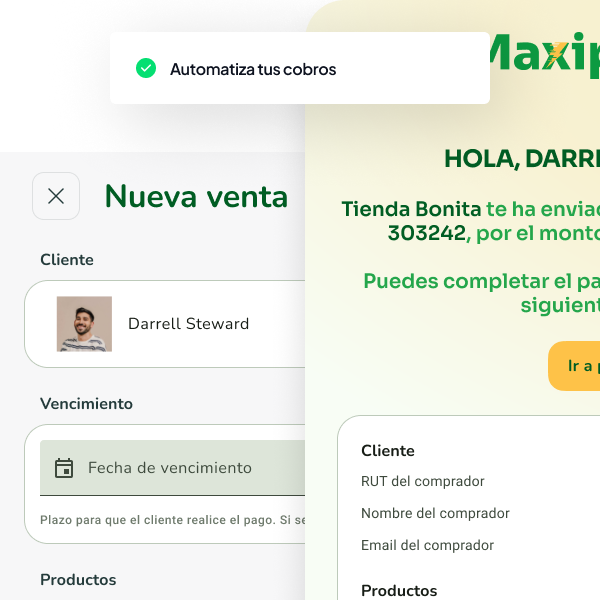 Automatiza tus cobros
Nueva venta
Cliente
Darrell Steward
Vencimiento
Fecha de vencimiento
Plazo para que el cliente realice el pago. Si se
Productos
Maxip
HOLA, DARR
Tienda Bonita te ha envia
303242, por el mont
Puedes completar el pa
siguient
Ir a
Cliente
RUT del comprador
Nombre del comprador
Email del comprador
Productos